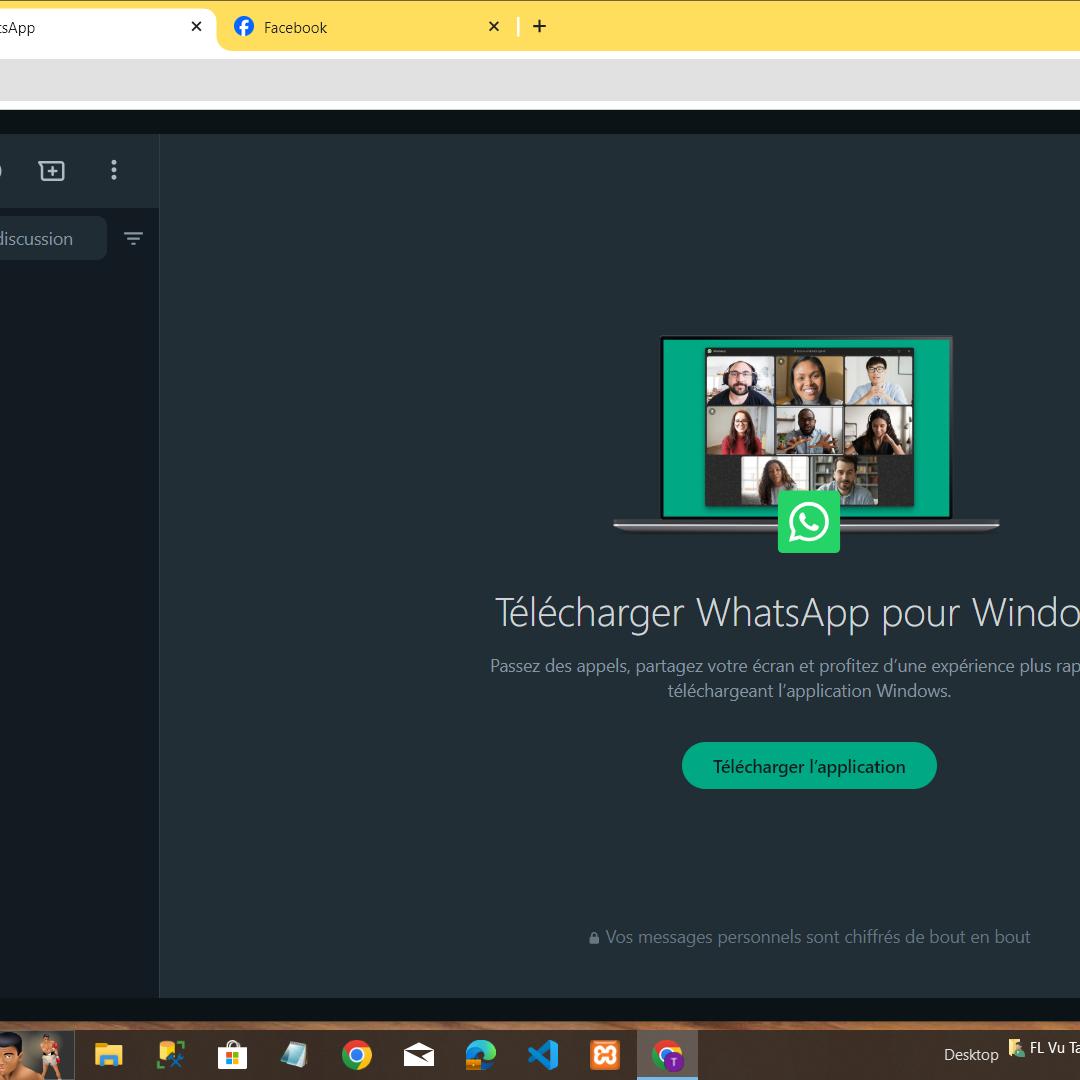 tsApp
Facebook
discussion
Télécharger WhatsApp pour Windo
Passez des appels, partagez votre écran et profitez d’une expérience plus rap
téléchargeant l’application Windows.
Télécharger l’application
Vos messages personnels sont chiffrés de bout en bout
T
Desktop
FL Vu Ta